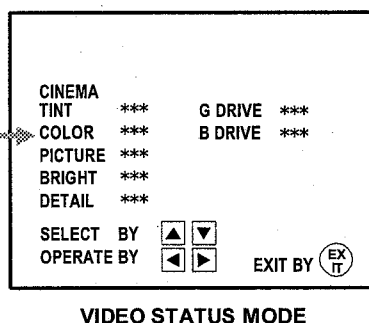 CINEMA
TINT *** G DRIVE ***
COLOR *** B DRIVE ***
PICTURE ***
BRIGHT ***
DETAIL ***
SELECT BY ▲ ▼
OPERATE BY ◀ ▶ EXIT BY EX
IT
VIDEO STATUS MODE